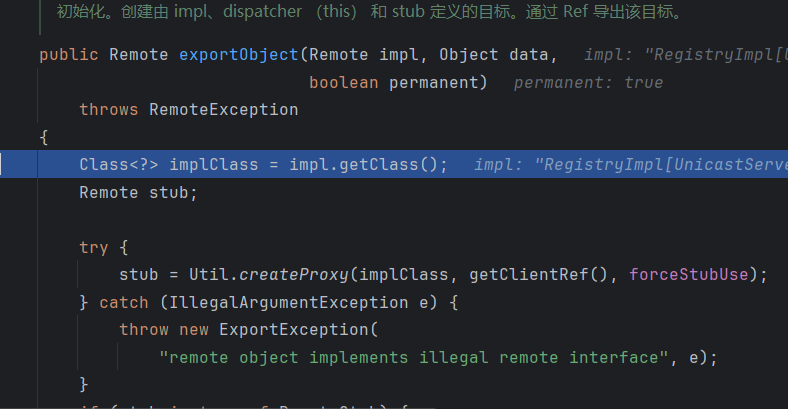 初始化。创建由 impl、dispatcher （this） 和 stub 定义的目标。通过 Ref 导出该目标。
public Remote exportObject(Remote impl, Object data,   impl: "RegistryImpl[U
                           boolean permanent)   permanent: true
    throws RemoteException
{
    Class<?> implClass = impl.getClass();   impl: "RegistryImpl[UnicastServe
    Remote stub;
    try {
        stub = Util.createProxy(implClass, getClientRef(), forceStubUse);
    } catch (IllegalArgumentException e) {
        throw new ExportException(
            "remote object implements illegal remote interface", e);
    }